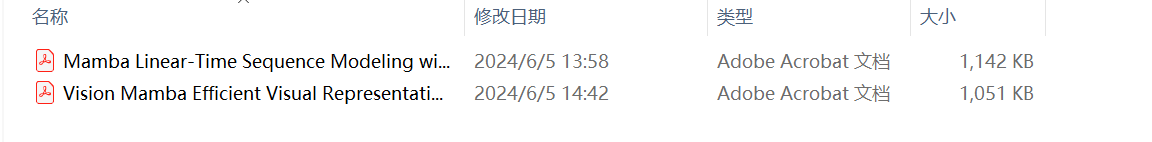 名称 修改日期 类型 大小
Mamba Linear-Time Sequence Modeling wi... 2024/6/5 13:58 Adobe Acrobat 文档 1,142 KB
Vision Mamba Efficient Visual Representati... 2024/6/5 14:42 Adobe Acrobat 文档 1,051 KB